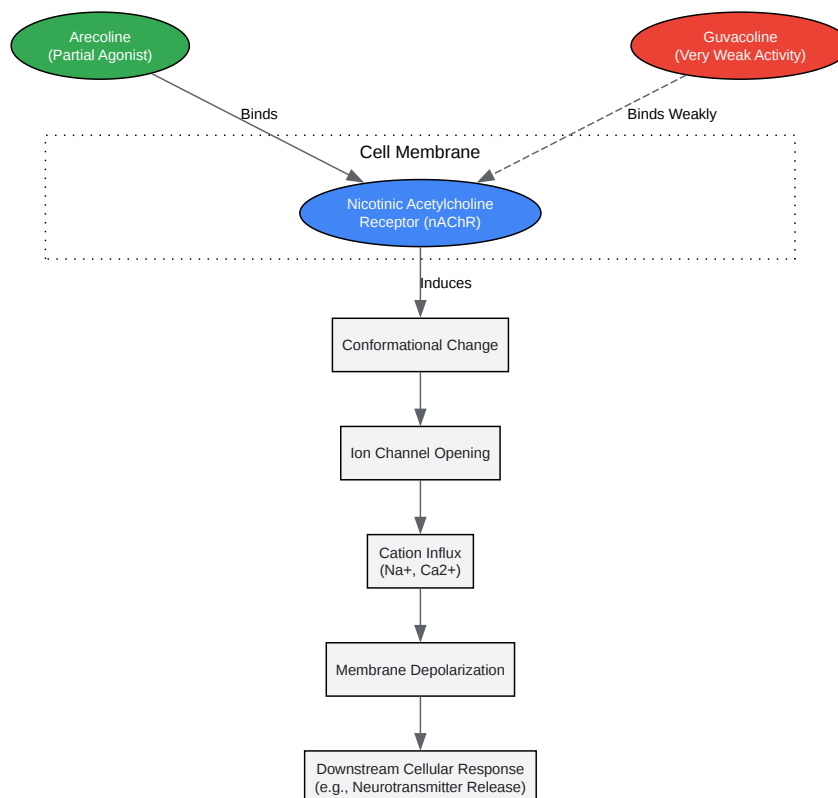 Arecoline
(Partial Agonist)
Guvacoline
(Very Weak Activity)
Binds
Binds Weakly
Cell Membrane
Nicotinic Acetylcholine
Receptor (nAChR)
Induces
Conformational Change
Ion Channel Opening
Cation Influx
(Na+, Ca2+)
Membrane Depolarization
Downstream Cellular Response
(e.g., Neurotransmitter Release)